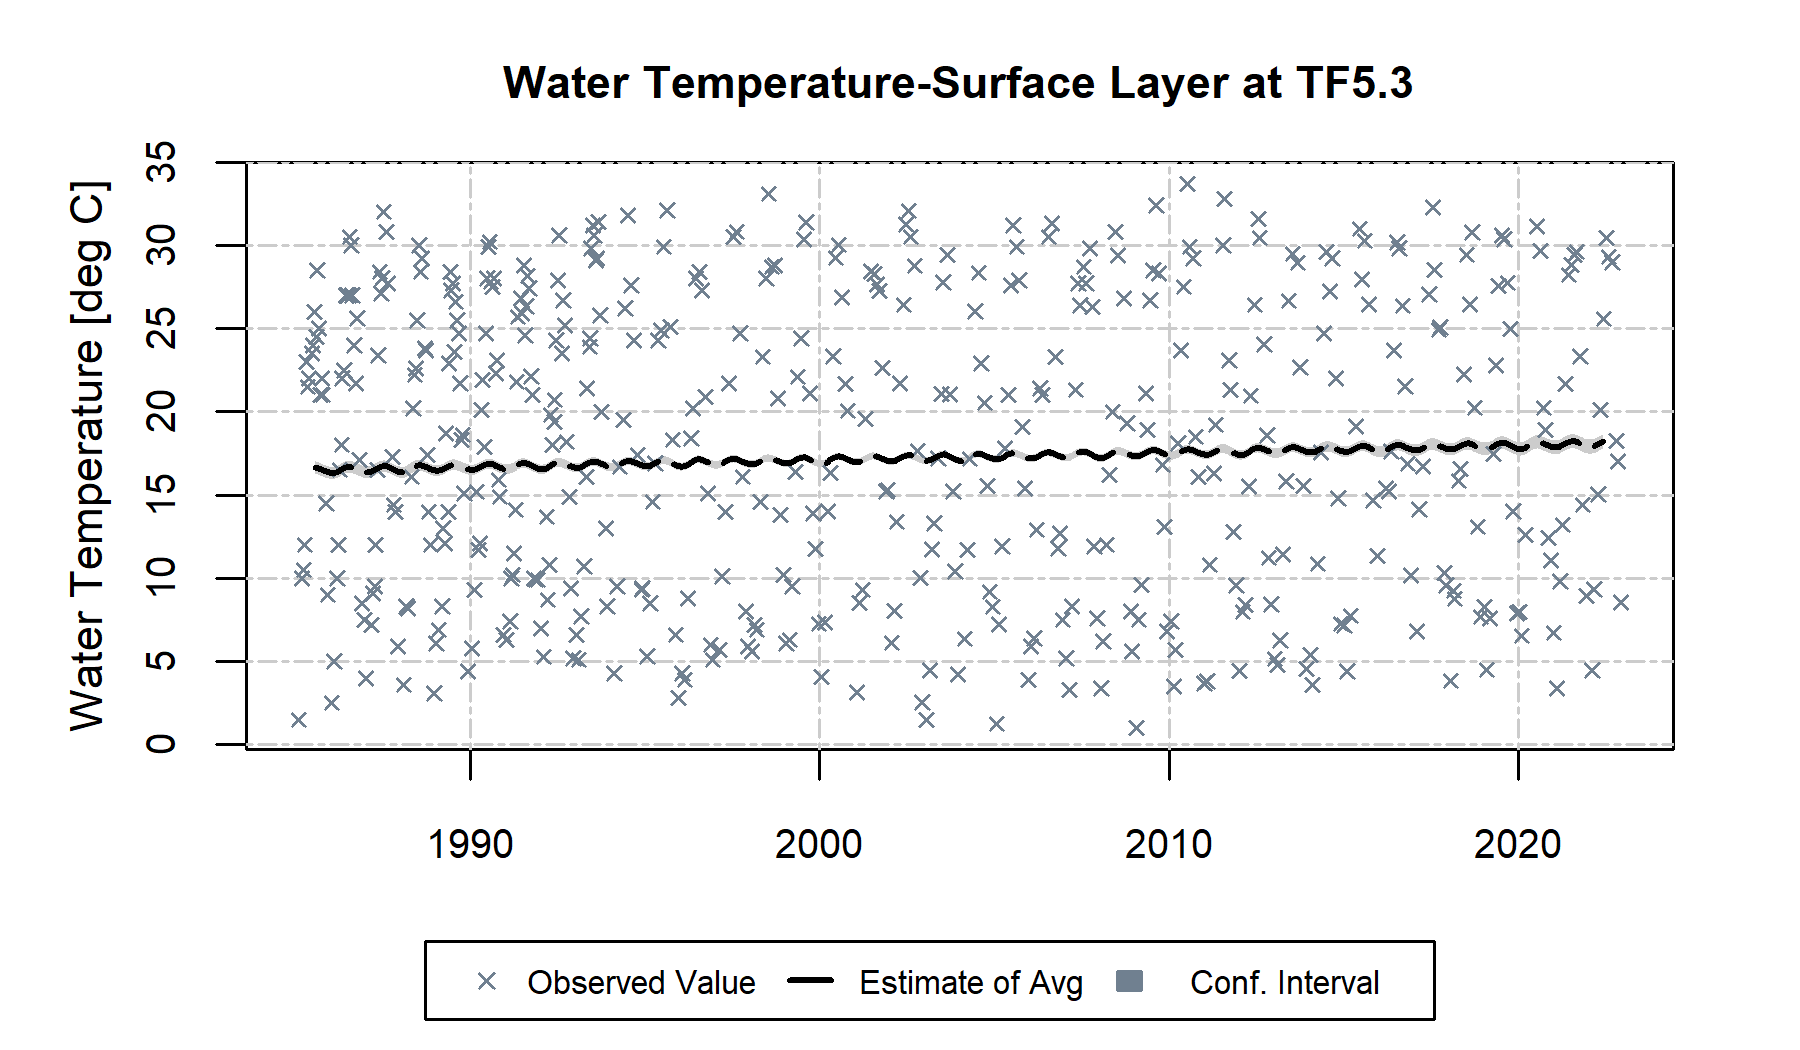 Water Temperature-Surface Layer at TF5.3
Water Temperature [deg C]
35
30
25
20
15
10
5
0
1990 2000 2010 2020
Observed Value Estimate of Avg Conf. Interval